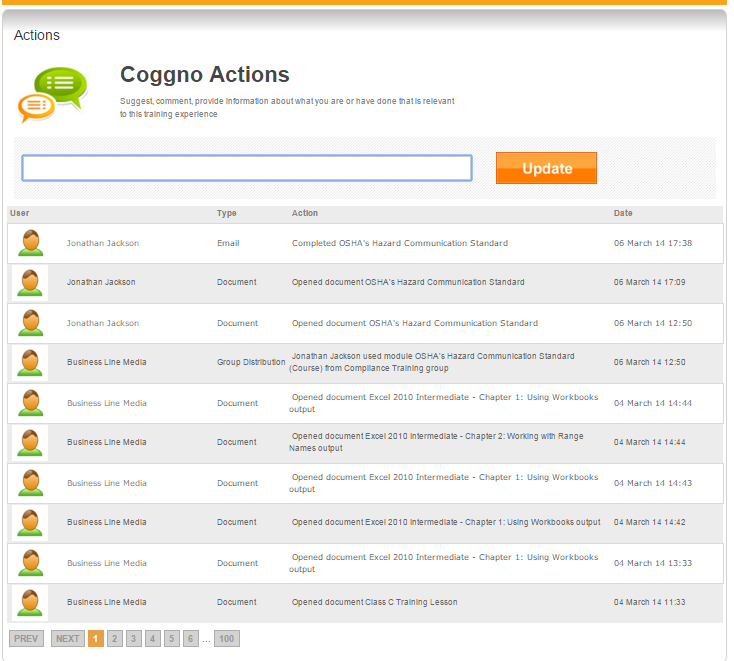 Actions
Coggno Actions
Suggest, comment, provide information about what you are or have done that is relevant
to this training experience
Update
User Type Action Date
Jonathan Jackson Email Completed OSHA's Hazard Communication Standard 06 March 14 17:38
Jonathan Jackson Document Opened document OSHA's Hazard Communication Standard 06 March 14 17:09
Jonathan Jackson Document Opened document OSHA's Hazard Communication Standard 06 March 14 12:50
Business Line Media Group Distribution Jonathan Jackson used module OSHA's Hazard Communication Standard 06 March 14 12:50
(Course) from Compliance Training group
Business Line Media Document Opened document Excel 2010 Intermediate - Chapter 1: Using Workbooks 04 March 14 14:44
output
Business Line Media Document Opened document Excel 2010 Intermediate - Chapter 2: Working with Range 04 March 14 14:44
Names output
Business Line Media Document Opened document Excel 2010 Intermediate - Chapter 1: Using Workbooks 04 March 14 14:43
output
Business Line Media Document Opened document Excel 2010 Intermediate - Chapter 1: Using Workbooks output 04 March 14 14:42
Business Line Media Document Opened document Excel 2010 Intermediate - Chapter 1: Using Workbooks 04 March 14 13:33
output
Business Line Media Document Opened document Class C Training Lesson 04 March 14 11:33
PREV NEXT 1 2 3 4 5 6 ... 100